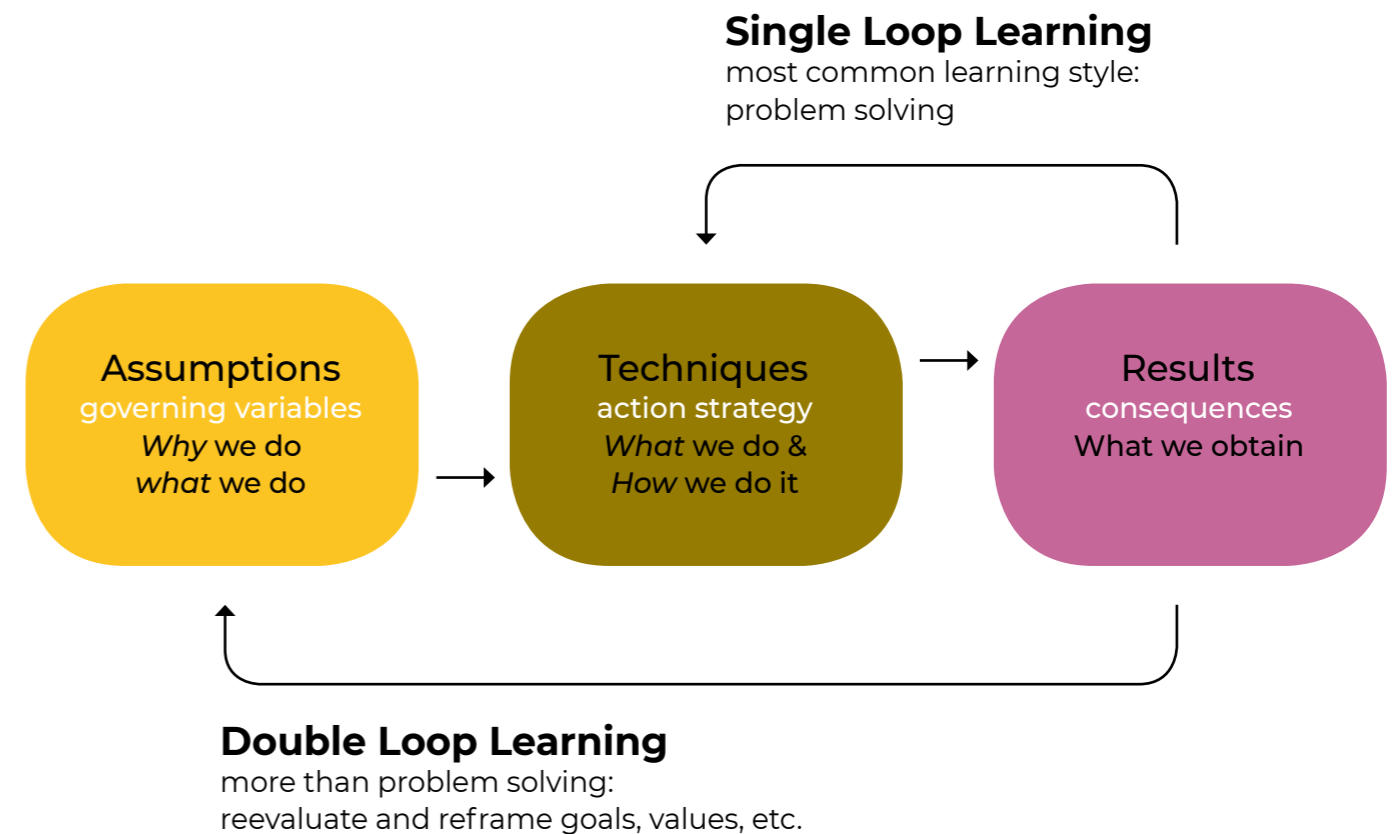 Single Loop Learning
most common learning style:
problem solving
Assumptions
governing variables
Why we do
what we do
Techniques
action strategy
What we do &
How we do it
Results
consequences
What we obtain
Double Loop Learning
more than problem solving:
reevaluate and reframe goals, values, etc.